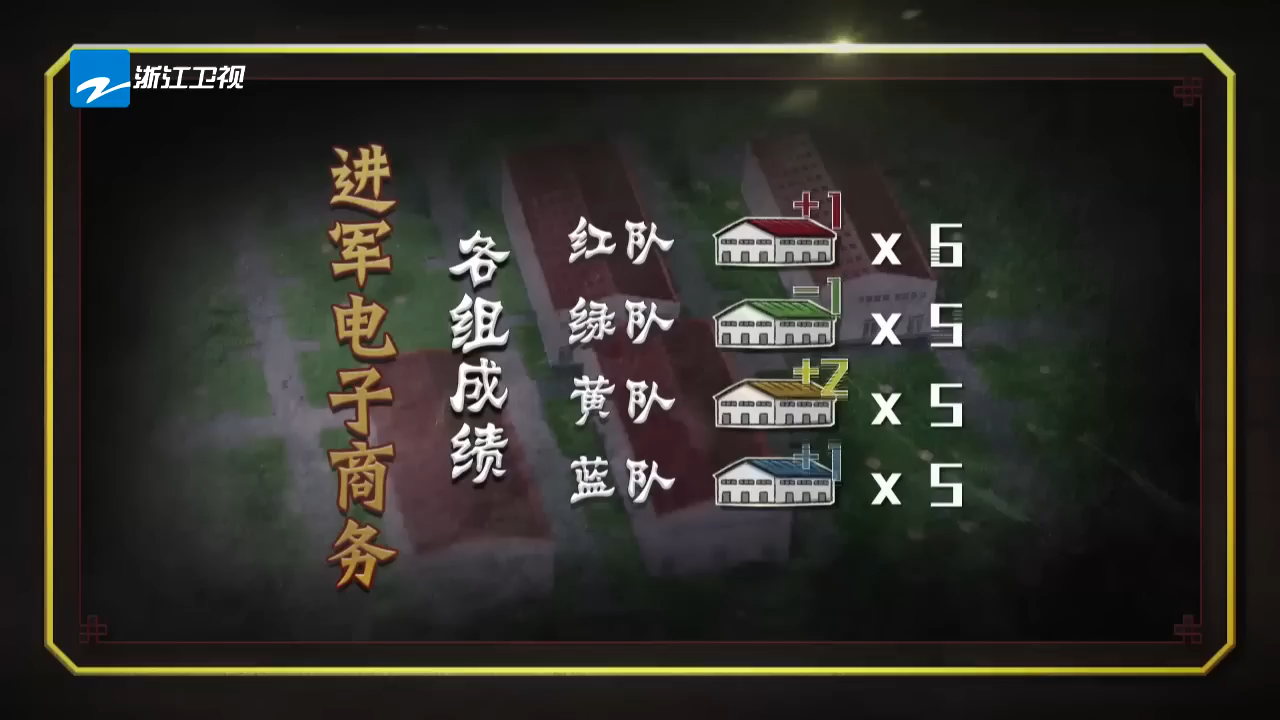 浙江卫视
进军电子商务
各组成绩
红队 +1 x
绿队 -1 x 5
黄队 +2 x 5
蓝队 +1 x 5